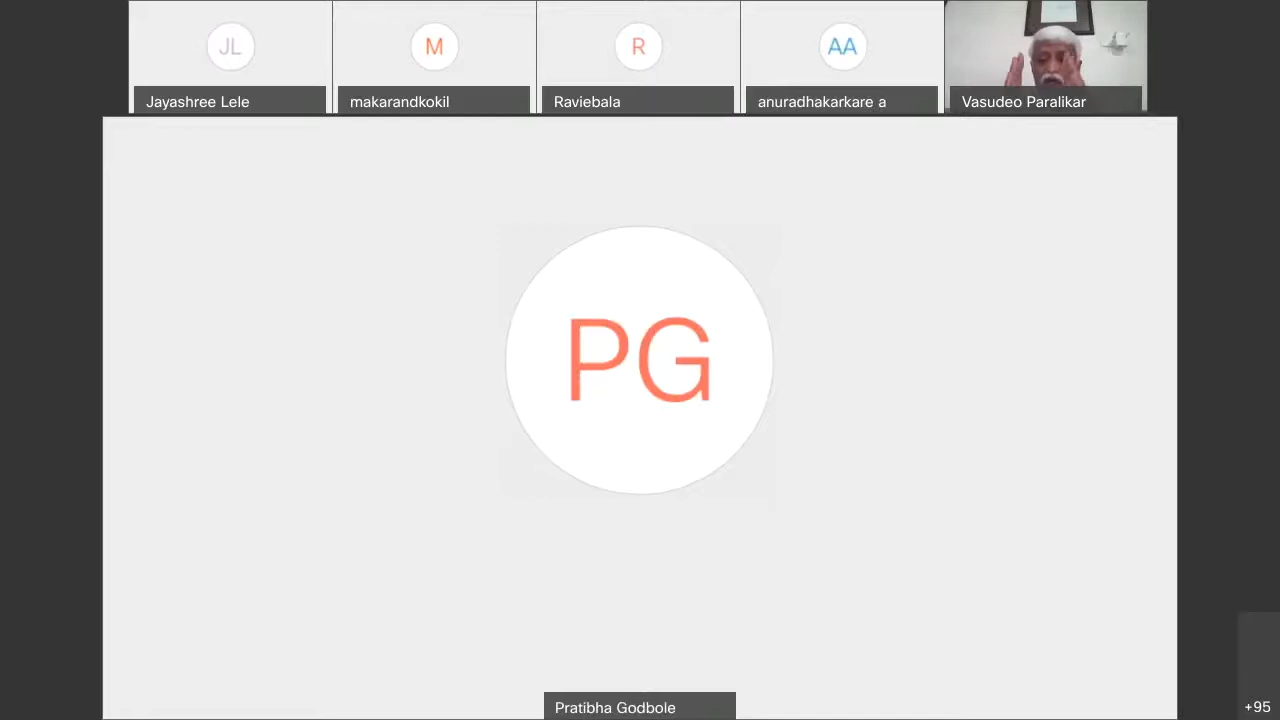 JL
M
R
AA
Jayashree Lele
makarandkokil
Raviebala
anuradhakarkare a
Vasudeo Paralikar
PG
Pratibha Godbole
+95